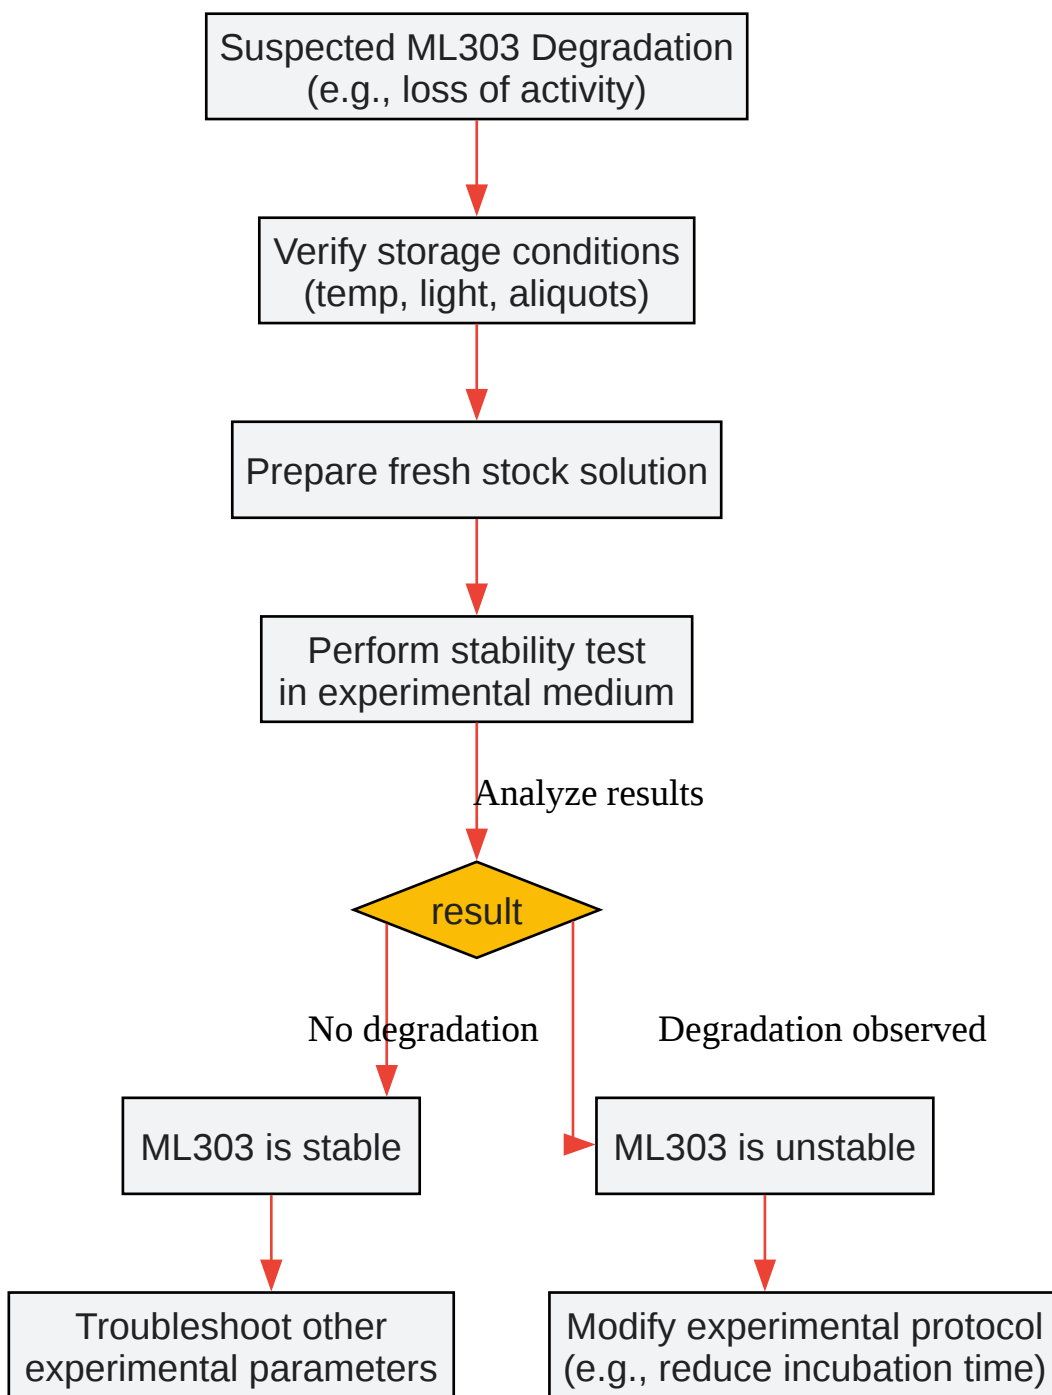 Suspected ML303 Degradation
(e.g., loss of activity)
Verify storage conditions
(temp, light, aliquots)
Prepare fresh stock solution
Perform stability test
in experimental medium
Analyze results
result
No degradation
Degradation observed
ML303 is stable
ML303 is unstable
Troubleshoot other
experimental parameters
Modify experimental protocol
(e.g., reduce incubation time)